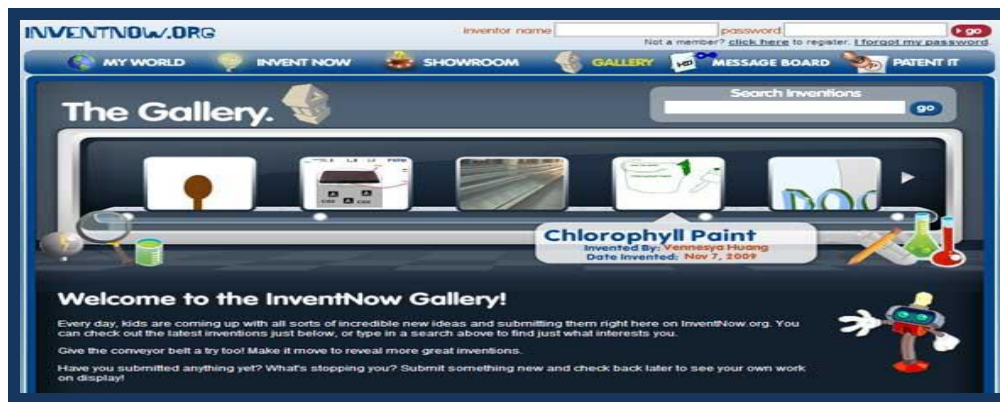 INVENTNOW.ORG
inventor name
password
go
Not a member? click here to register. I forgot my password.
MY WORLD
INVENT NOW
SHOWROOM
GALLERY
MESSAGE BOARD
PATENT IT
The Gallery.
Search Inventions
go
Chlorophyll Paint
Invented By: Vennesya Huang
Date Invented: Nov 7, 2009
Welcome to the InventNow Gallery!
Every day, kids are coming up with all sorts of incredible new ideas and submitting them right here on InventNow.org. You
can check out the latest inventions just below, or type in a search above to find just what interests you.
Give the conveyor belt a try too! Make it move to reveal more great inventions.
Have you submitted anything yet? What's stopping you? Submit something new and check back later to see your own work
on display!